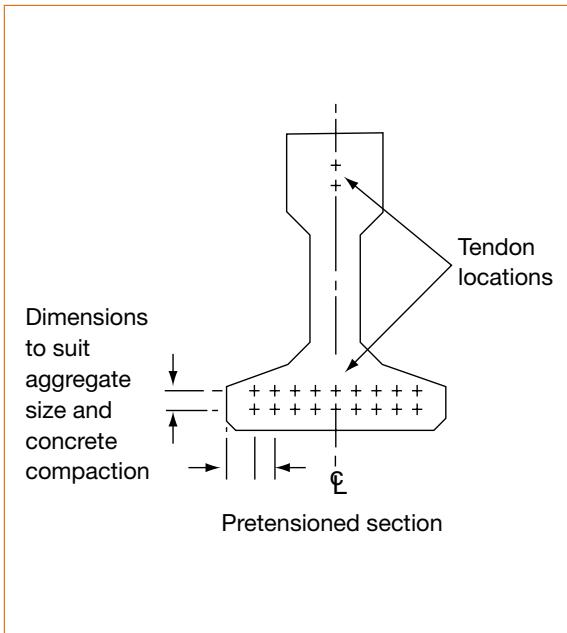 Tendon
locations
Dimensions
to suit
aggregate
size and
concrete
compaction
℄
Pretensioned section